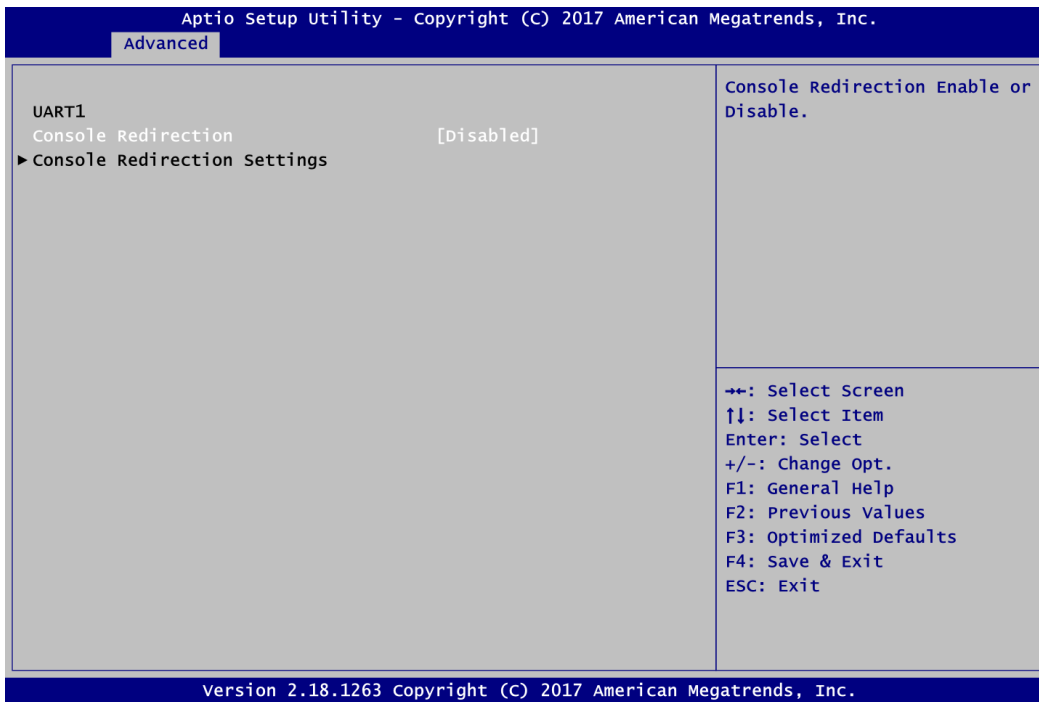 Aptio Setup Utility - Copyright (C) 2017 American Megatrends, Inc.
Advanced
UART1
Console Redirection [Disabled]
►Console Redirection Settings
Console Redirection Enable or
Disable.
→←: Select Screen
↑↓: Select Item
Enter: Select
+/-: Change Opt.
F1: General Help
F2: Previous Values
F3: Optimized Defaults
F4: Save & Exit
ESC: Exit
Version 2.18.1263 Copyright (C) 2017 American Megatrends, Inc.